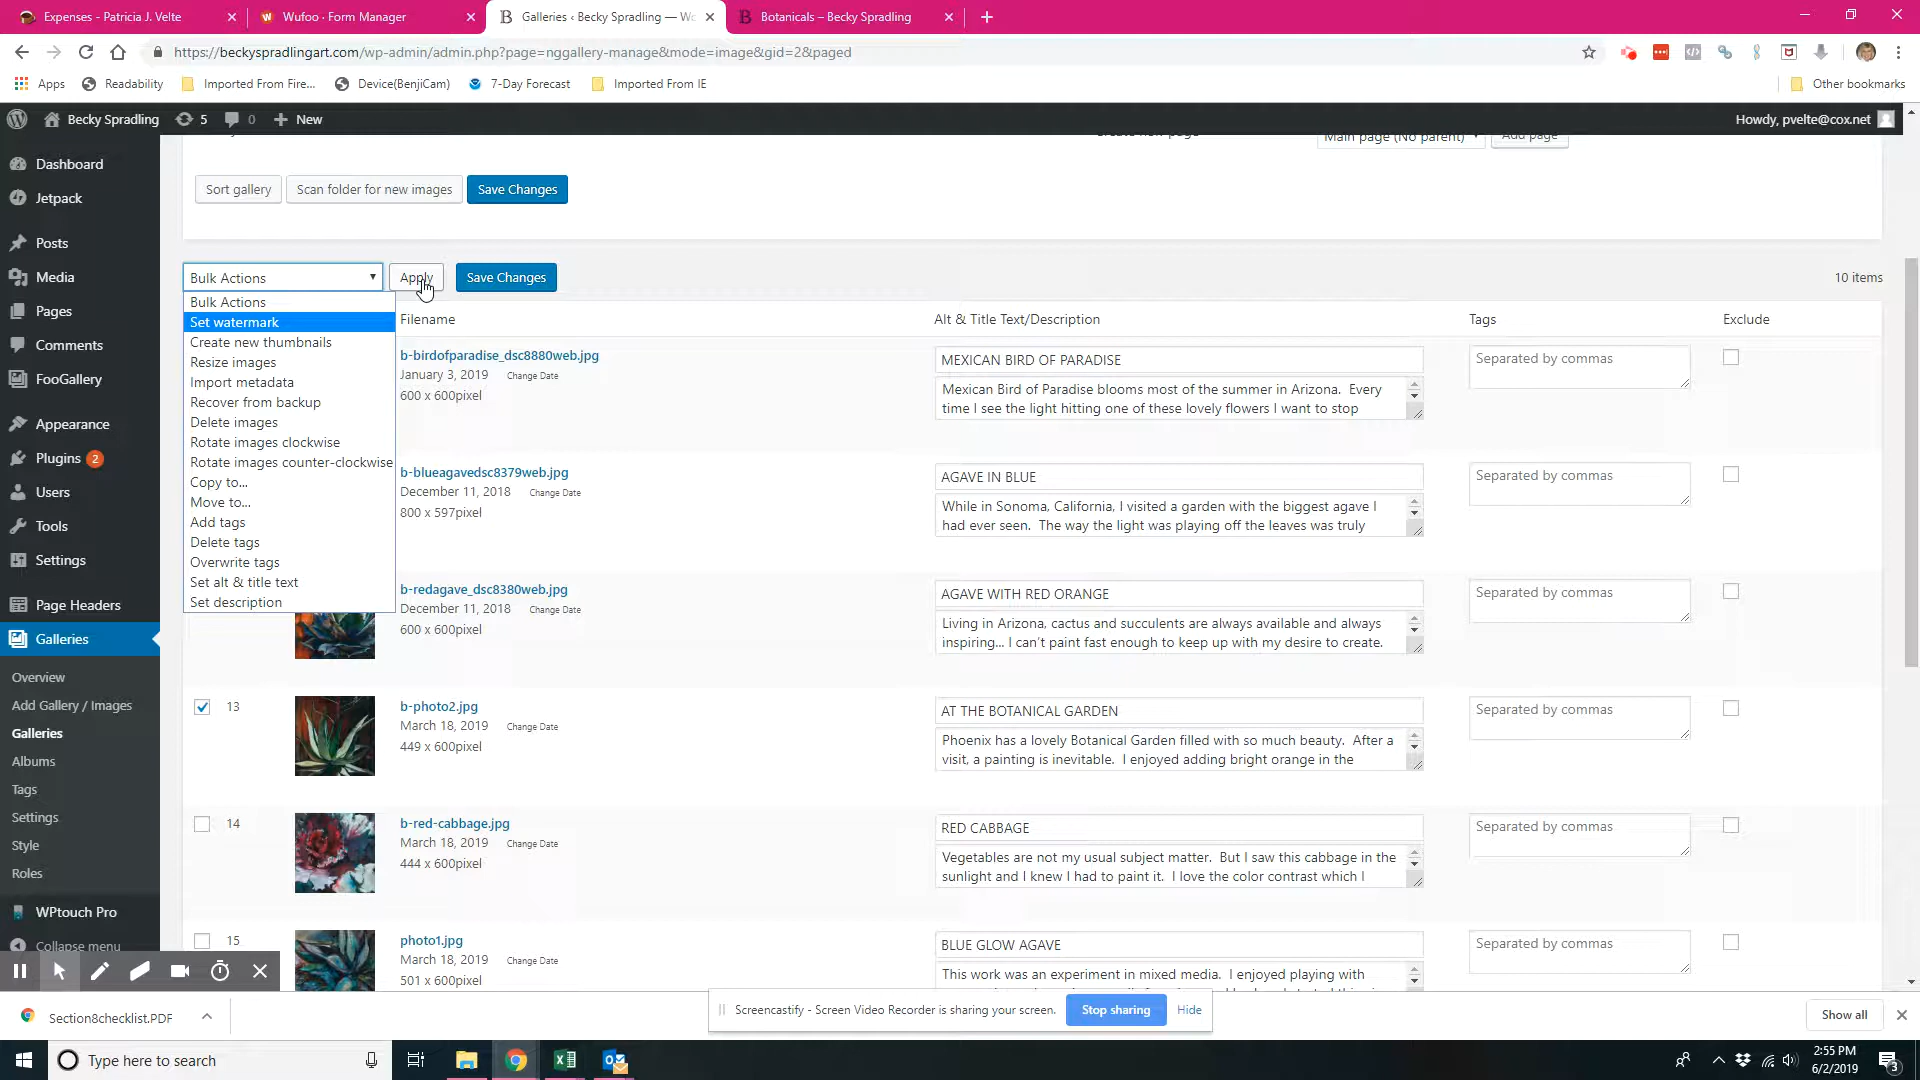 Expenses - Patricia J. Velte
Wufoo · Form Manager
Galleries ‹ Becky Spradling — Wo
Botanicals – Becky Spradling
https://beckyspradlingart.com/wp-admin/admin.php?page=nggallery-manage&mode=image&gid=2&paged
Apps
Readability
Imported From Fire...
Device(BenjiCam)
7-Day Forecast
Imported From IE
Other bookmarks
Becky Spradling
5
0
New
Howdy, pvelte@cox.net
Dashboard
Jetpack
Posts
Media
Pages
Comments
FooGallery
Appearance
Plugins 2
Users
Tools
Settings
Page Headers
Galleries
Overview
Add Gallery / Images
Galleries
Albums
Tags
Settings
Style
Roles
WPtouch Pro
Collapse menu
Create new page
Main page (No parent)
Add page
Sort gallery
Scan folder for new images
Save Changes
Bulk Actions
Apply
Save Changes
10 items
Bulk Actions
Set watermark
Create new thumbnails
Resize images
Import metadata
Recover from backup
Delete images
Rotate images clockwise
Rotate images counter-clockwise
Copy to...
Move to...
Add tags
Delete tags
Overwrite tags
Set alt & title text
Set description
Filename
Alt & Title Text/Description
Tags
Exclude
b-birdofparadise_dsc8880web.jpg
January 3, 2019 Change Date
600 x 600pixel
MEXICAN BIRD OF PARADISE
Mexican Bird of Paradise blooms most of the summer in Arizona. Every
time I see the light hitting one of these lovely flowers I want to stop
Separated by commas
b-blueagavedsc8379web.jpg
December 11, 2018 Change Date
800 x 597pixel
AGAVE IN BLUE
While in Sonoma, California, I visited a garden with the biggest agave I
had ever seen. The way the light was playing off the leaves was truly
Separated by commas
b-redagave_dsc8380web.jpg
December 11, 2018 Change Date
600 x 600pixel
AGAVE WITH RED ORANGE
Living in Arizona, cactus and succulents are always available and always
inspiring... I can't paint fast enough to keep up with my desire to create.
Separated by commas
13
b-photo2.jpg
March 18, 2019 Change Date
449 x 600pixel
AT THE BOTANICAL GARDEN
Phoenix has a lovely Botanical Garden filled with so much beauty. After a
visit, a painting is inevitable. I enjoyed adding bright orange in the
Separated by commas
14
b-red-cabbage.jpg
March 18, 2019 Change Date
444 x 600pixel
RED CABBAGE
Vegetables are not my usual subject matter. But I saw this cabbage in the
sunlight and I knew I had to paint it. I love the color contrast which I
Separated by commas
15
photo1.jpg
March 18, 2019 Change Date
501 x 600pixel
BLUE GLOW AGAVE
This work was an experiment in mixed media. I enjoyed playing with
Separated by commas
Screencastify - Screen Video Recorder is sharing your screen.
Stop sharing
Hide
Section8checklist.PDF
Show all
Type here to search
2:55 PM
6/2/2019
3